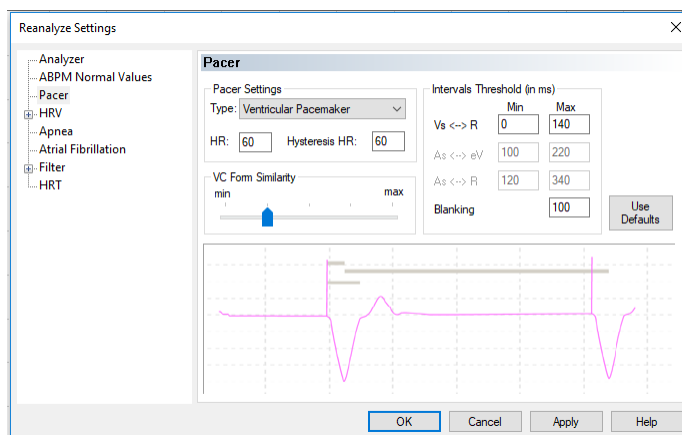 Reanalyze Settings
Analyzer
ABPM Normal Values
Pacer
HRV
Apnea
Atrial Fibrillation
Filter
HRT
Pacer
Pacer Settings
Type: Ventricular Pacemaker
HR: 60 Hysteresis HR: 60
VC Form Similarity
min max
Intervals Threshold (in ms)
Min Max
Vs <--> R 0 140
As <--> eV 100 220
As <--> R 120 340
Blanking 100
Use
Defaults
OK Cancel Apply Help